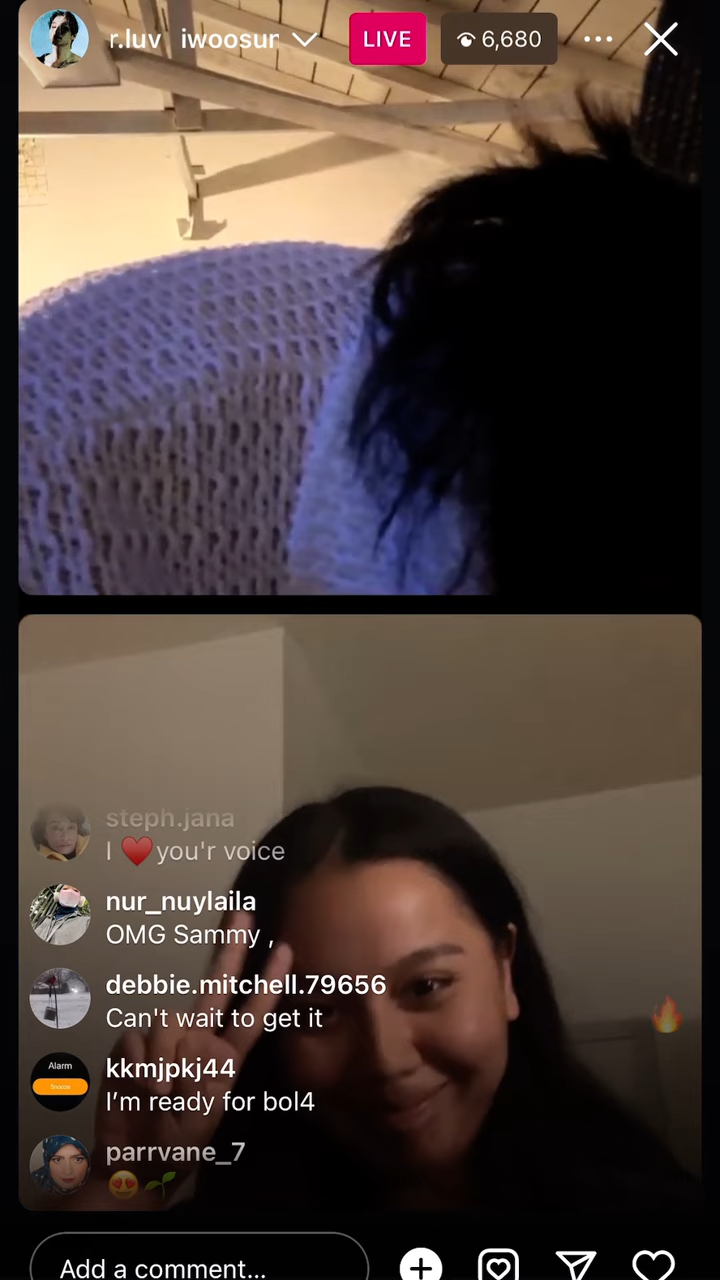 r.luv iwoosur
LIVE
6,680
steph.jana
I ❤️you'r voice
nur_nuylaila
OMG Sammy ,
debbie.mitchell.79656
Can't wait to get it
Alarm
Snooze
kkmjpkj44
I'm ready for bol4
parrvane_7
😍🌱
Add a comment...